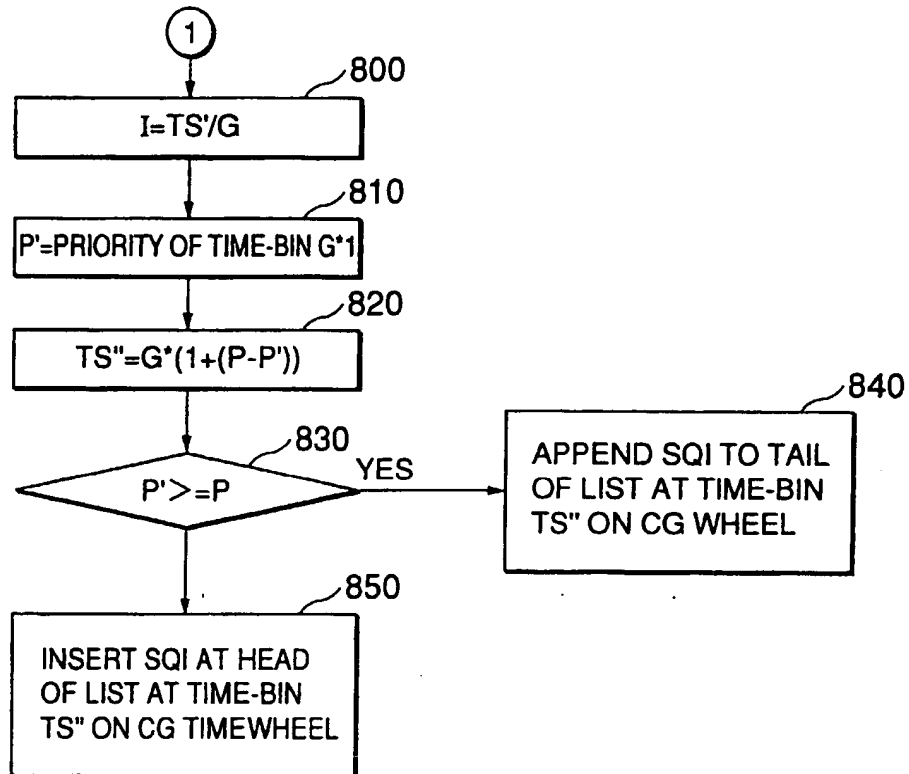 1
800
I=TS'/G
810
P'=PRIORITY OF TIME-BIN G*1
820
TS"=G*(1+(P-P'))
830
P'>=P
YES
840
APPEND SQI TO TAIL
OF LIST AT TIME-BIN
TS" ON CG WHEEL
850
INSERT SQI AT HEAD
OF LIST AT TIME-BIN
TS" ON CG TIMEWHEEL